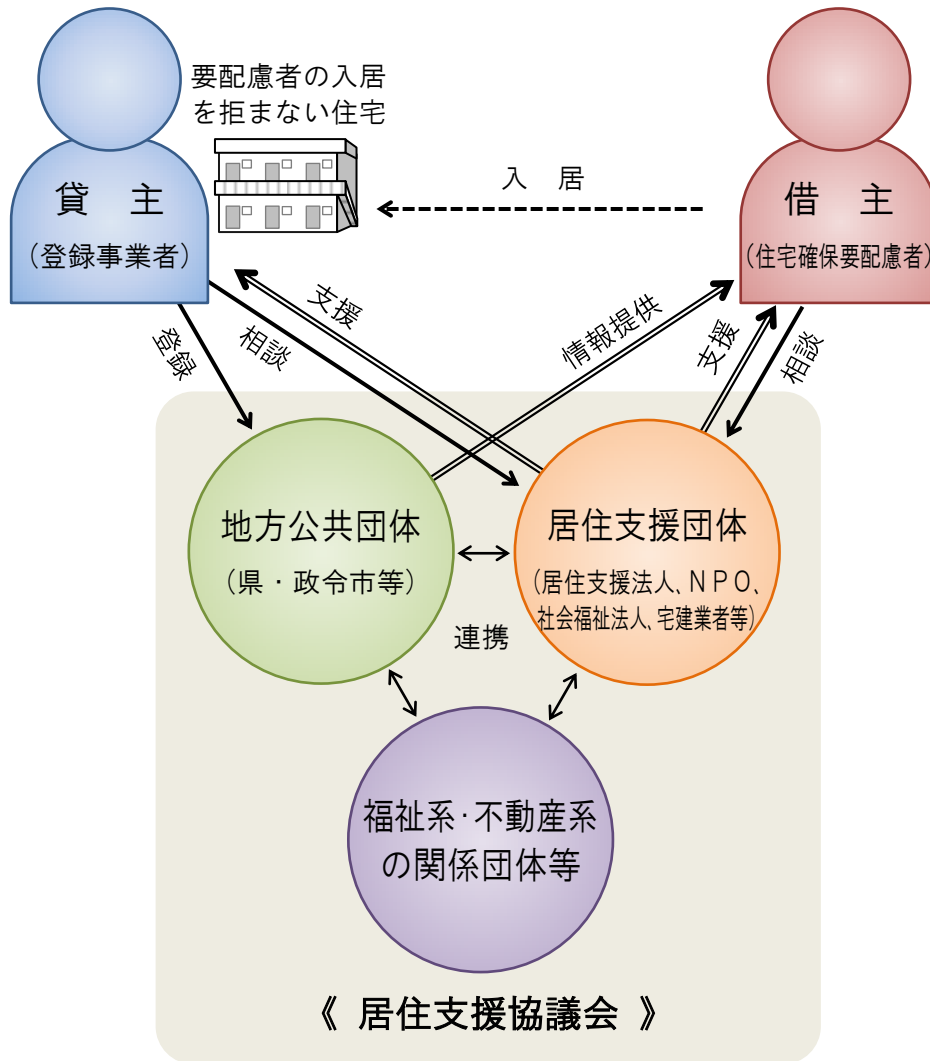 要配慮者の入居
を拒まない住宅
入　居
貸　主
（登録事業者）
借　主
（住宅確保要配慮者）
登録
相談
支援
情報提供
支援
相談
地方公共団体
（県・政令市等）
居住支援団体
（居住支援法人、ＮＰＯ、
社会福祉法人、宅建業者等）
連携
福祉系・不動産系
の関係団体等
《 居住支援協議会 》